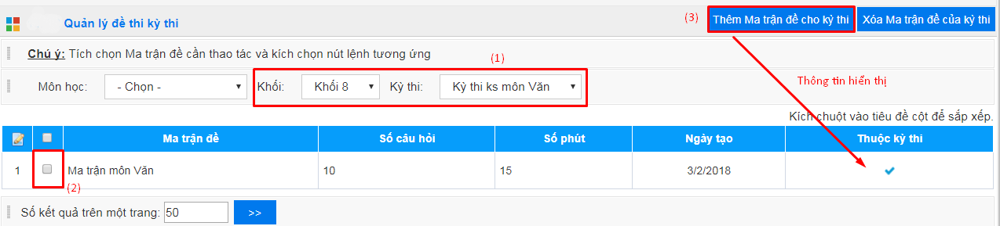 Quản lý đề thi kỳ thi
(3) Thêm Ma trận đề cho kỳ thi Xóa Ma trận đề của kỳ thi
Chú ý: Tích chọn Ma trận đề cần thao tác và kích chọn nút lệnh tương ứng
(1)
Môn học: - Chọn - Khối: Khối 8 Kỳ thi: Kỳ thi ks môn Văn
Thông tin hiển thị
Kích chuột vào tiêu đề cột để sắp xếp.
Ma trận đề Số câu hỏi Số phút Ngày tạo Thuộc kỳ thi
1 Ma trận môn Văn 10 15 3/2/2018
(2)
Số kết quả trên một trang: 50 >>